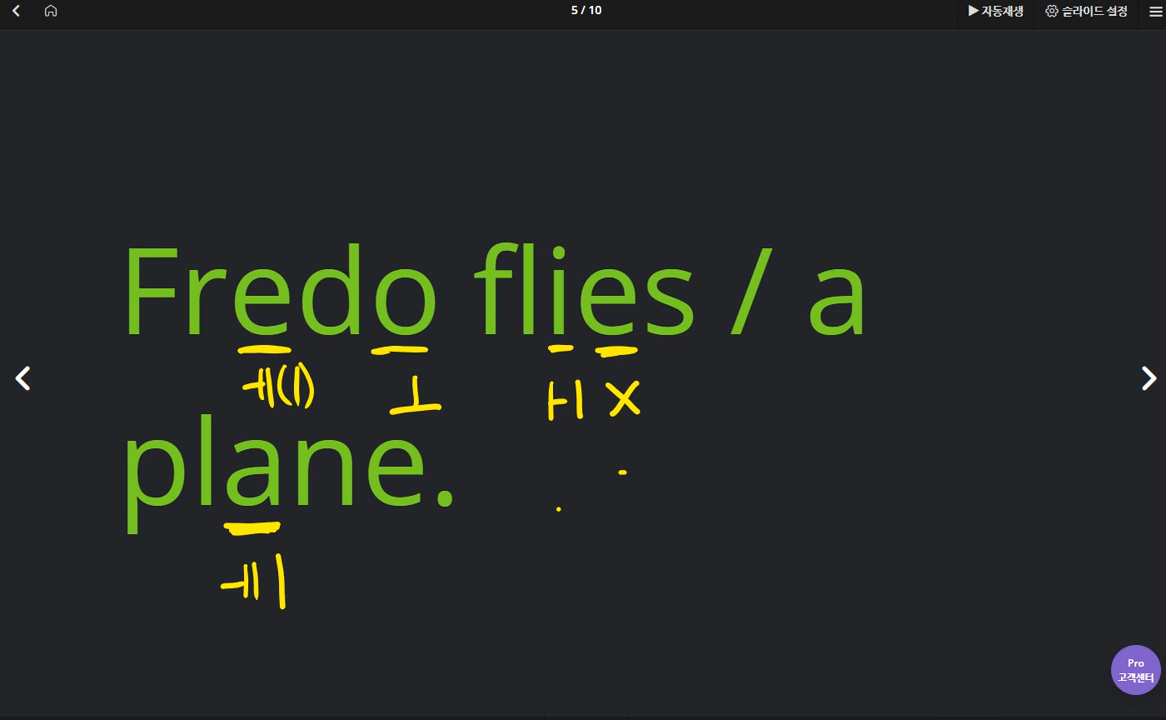 5 / 10
▶ 자동재생
슬라이드 설정
Fredo flies / a
ㅔ(ㅣ) ㅗ ㅏㅣ X
plane.
ㅔㅣ
Pro
고객센터